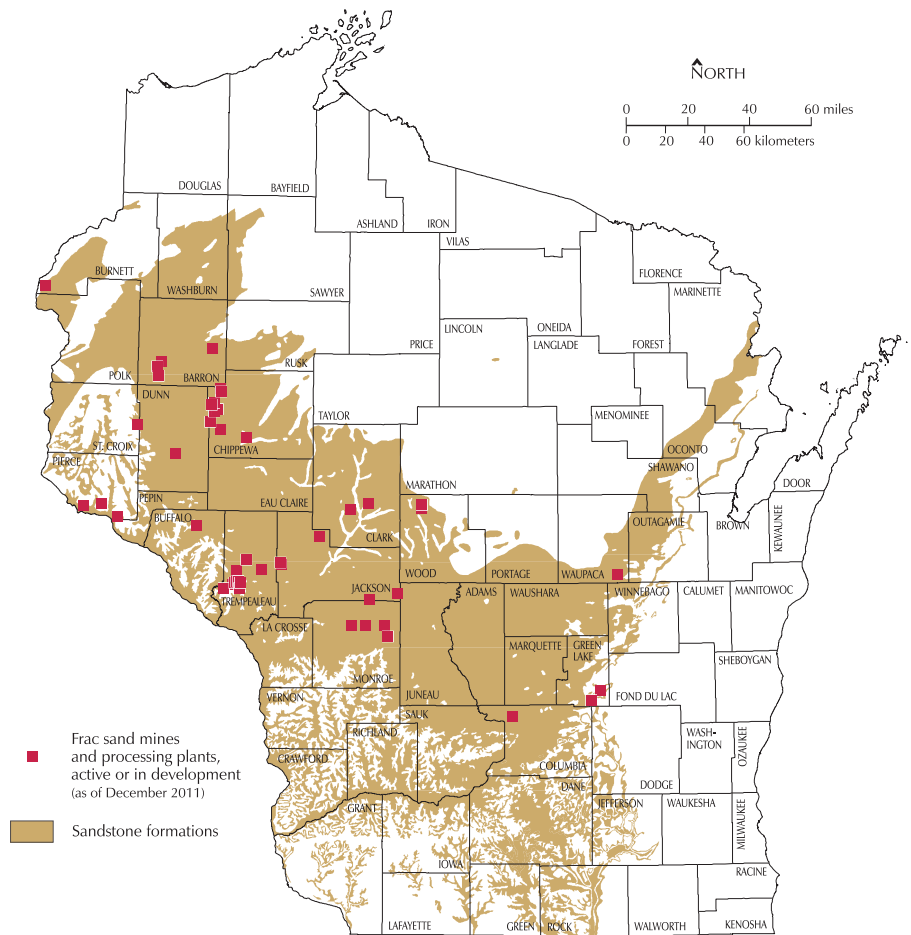 NORTH
0 20 40 60 miles
0 20 40 60 kilometers
DOUGLAS
BAYFIELD
ASHLAND
IRON
VILAS
BURNETT
WASHBURN
SAWYER
FLORENCE
MARINETTE
LINCOLN
ONEIDA
PRICE
LANGLADE
FOREST
RUSK
POLK
BARRON
DUNN
TAYLOR
MENOMINEE
ST. CROIX
CHIPPEWA
OCONTO
PIERCE
SHAWANO
MARATHON
DOOR
PEPIN
EAU CLAIRE
BUFFALO
OUTAGAMIE
BROWN
KEWAUNEE
CLARK
WOOD
PORTAGE
WAUPACA
JACKSON
ADAMS
WAUSHARA
WINNEBAGO
CALUMET
MANITOWOC
TREMPEALEAU
LA CROSSE
MARQUETTE
GREEN
LAKE
SHEBOYGAN
MONROE
JUNEAU
FOND DU LAC
VERNON
SAUK
RICHLAND
WASH-
INGTON
OZAUKEE
CRAWFORD
COLUMBIA
DODGE
DANE
GRANT
JEFFERSON
WAUKESHA
MILWAUKEE
IOWA
RACINE
LAFAYETTE
GREEN
ROCK
WALWORTH
KENOSHA
Frac sand mines
and processing plants,
active or in development
(as of December 2011)
Sandstone formations